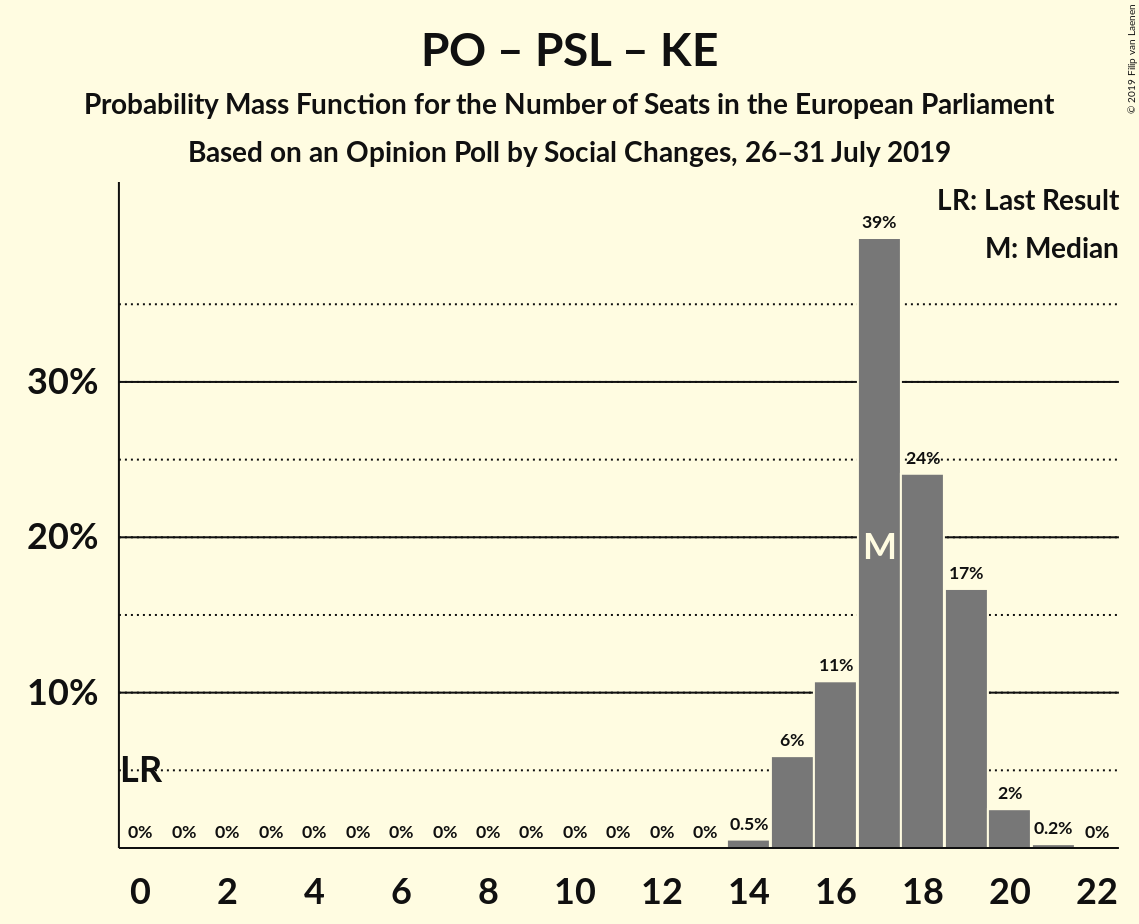 PO – PSL – KE
Probability Mass Function for the Number of Seats in the European Parliament
Based on an Opinion Poll by Social Changes, 26–31 July 2019
© 2019 Filip van Laenen
LR: Last Result
M: Median
39%
30%
24%
20%
M
17%
11%
10%
6%
LR
2%
0% 0% 0% 0% 0% 0% 0% 0% 0% 0% 0% 0% 0% 0% 0.5% 0.2% 0%
0 2 4 6 8 10 12 14 16 18 20 22